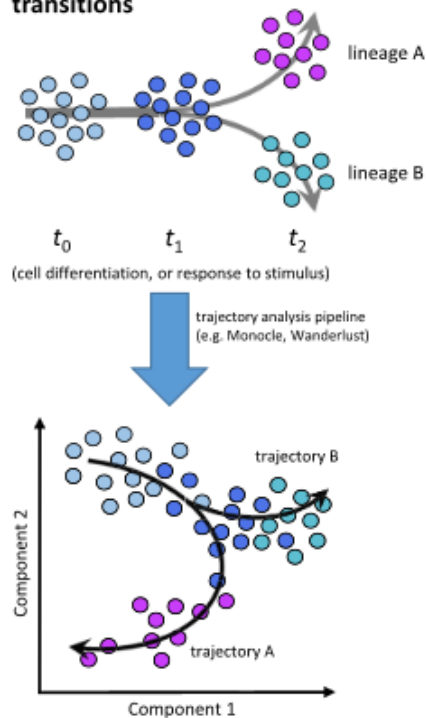 transitions
lineage A
lineage B
t0 t1 t2
(cell differentiation, or response to stimulus)
trajectory analysis pipeline
(e.g. Monocle, Wanderlust)
trajectory B
Component 2
trajectory A
Component 1